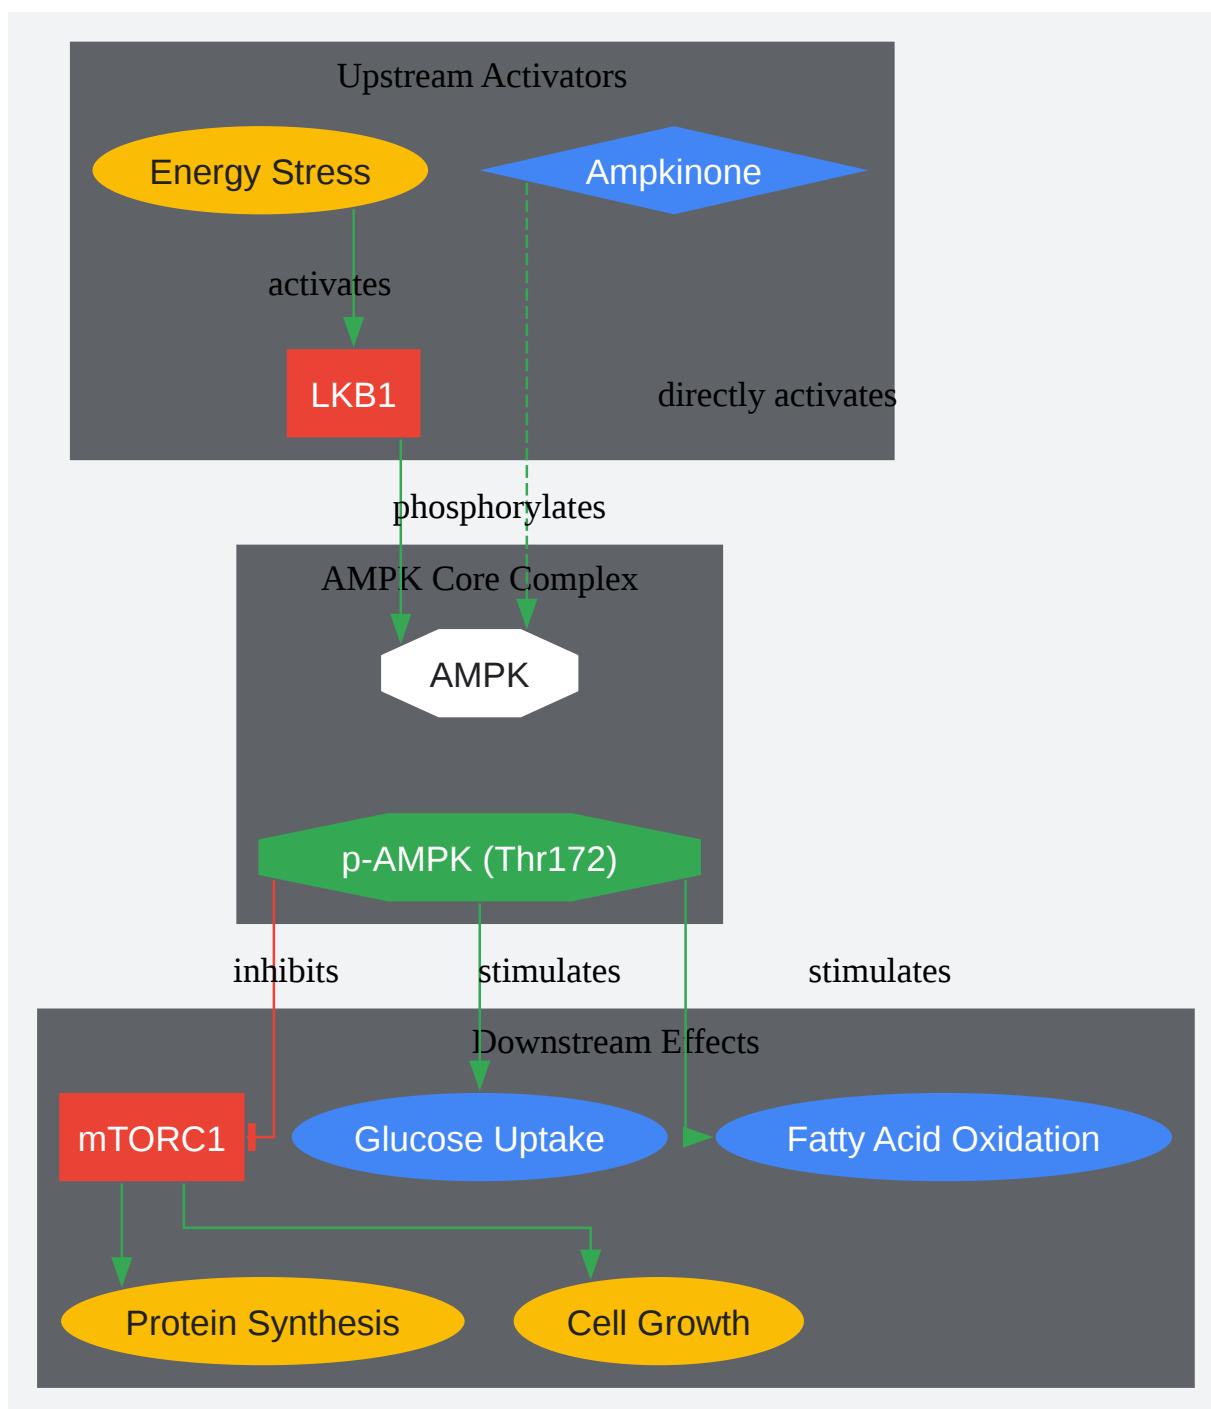 Upstream Activators
Energy Stress
Ampkinone
activates
LKB1
directly activates
phosphorylates
AMPK Core Complex
AMPK
p-AMPK (Thr172)
inhibits
stimulates
stimulates
Downstream Effects
mTORC1
Glucose Uptake
Fatty Acid Oxidation
Protein Synthesis
Cell Growth